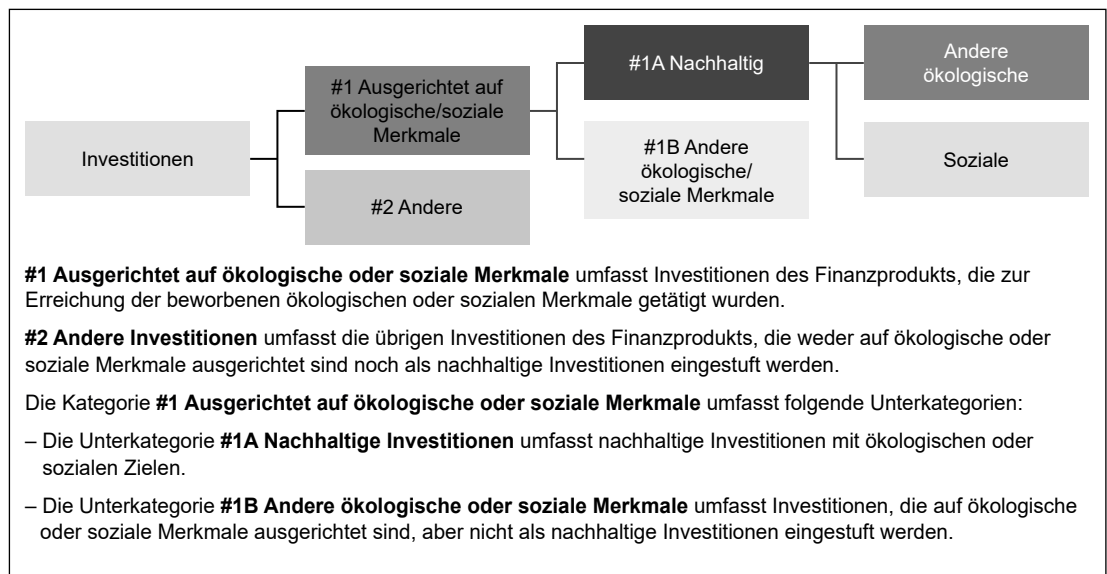 Investitionen
#1 Ausgerichtet auf
ökologische/soziale
Merkmale
#2 Andere
#1A Nachhaltig
#1B Andere
ökologische/
soziale Merkmale
Andere
ökologische
Soziale
#1 Ausgerichtet auf ökologische oder soziale Merkmale umfasst Investitionen des Finanzprodukts, die zur
Erreichung der beworbenen ökologischen oder sozialen Merkmale getätigt wurden.
#2 Andere Investitionen umfasst die übrigen Investitionen des Finanzprodukts, die weder auf ökologische oder
soziale Merkmale ausgerichtet sind noch als nachhaltige Investitionen eingestuft werden.
Die Kategorie #1 Ausgerichtet auf ökologische oder soziale Merkmale umfasst folgende Unterkategorien:
– Die Unterkategorie #1A Nachhaltige Investitionen umfasst nachhaltige Investitionen mit ökologischen oder
sozialen Zielen.
– Die Unterkategorie #1B Andere ökologische oder soziale Merkmale umfasst Investitionen, die auf ökologische
oder soziale Merkmale ausgerichtet sind, aber nicht als nachhaltige Investitionen eingestuft werden.